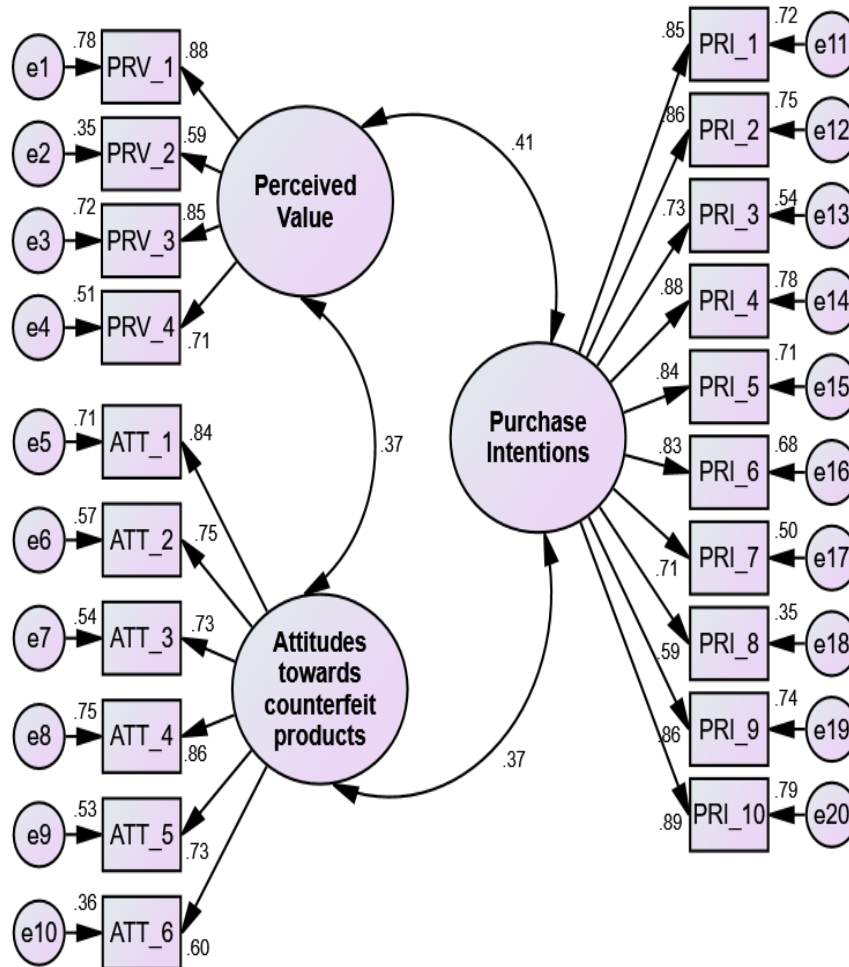 .78
.88
e1
PRV_1
.35
.59
e2
PRV_2
.72
.85
e3
PRV_3
.51
e4
PRV_4
.71
Perceived
Value
.41
.37
.71
.84
e5
ATT_1
.57
.75
e6
ATT_2
.54
.73
e7
ATT_3
.75
e8
ATT_4
.86
.53
e9
ATT_5
.73
.36
e10
ATT_6
.60
Attitudes
towards
counterfeit
products
.37
Purchase
Intentions
.85
PRI_1
.72
e11
.86
PRI_2
.75
e12
.73
PRI_3
.54
e13
.88
PRI_4
.78
e14
.84
PRI_5
.71
e15
.83
PRI_6
.68
e16
.71
PRI_7
.50
e17
.59
PRI_8
.35
e18
.86
PRI_9
.74
e19
.89
PRI_10
.79
e20